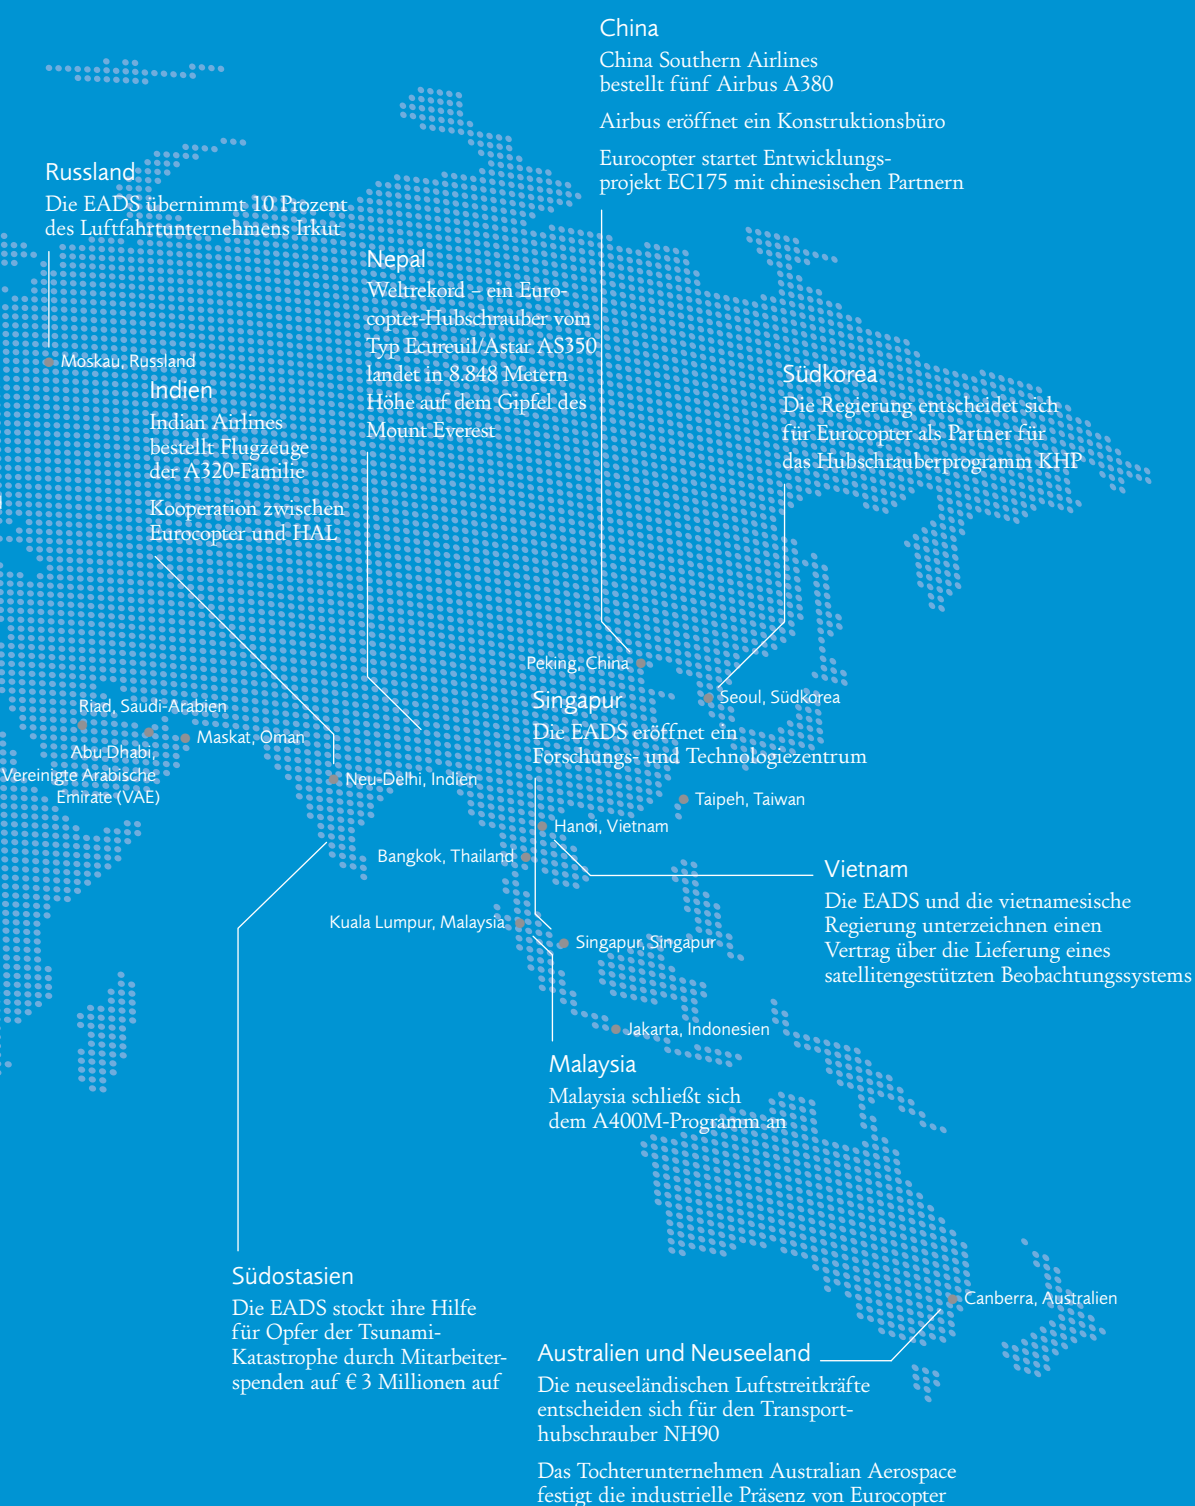 China
China Southern Airlines
bestellt fünf Airbus A380
Airbus eröffnet ein Konstruktionsbüro
Eurocopter startet Entwicklungs-
projekt EC175 mit chinesischen Partnern
Russland
Die EADS übernimmt 10 Prozent
des Luftfahrtunternehmens Irkut
Nepal
Weltrekord – ein Euro-
copter-Hubschrauber vom
Typ Ecureuil/Astar AS350
landet in 8.848 Metern
Höhe auf dem Gipfel des
Mount Everest
Moskau, Russland
Indien
Indian Airlines
bestellt Flugzeuge
der A320-Familie
Kooperation zwischen
Eurocopter und HAL
Südkorea
Die Regierung entscheidet sich
für Eurocopter als Partner für
das Hubschrauberprogramm KHP
Peking, China
Seoul, Südkorea
Singapur
Die EADS eröffnet ein
Forschungs- und Technologiezentrum
Riad, Saudi-Arabien
Maskat, Oman
Abu Dhabi,
Vereinigte Arabische
Emirate (VAE)
Neu-Delhi, Indien
Taipeh, Taiwan
Hanoi, Vietnam
Bangkok, Thailand
Vietnam
Die EADS und die vietnamesische
Regierung unterzeichnen einen
Vertrag über die Lieferung eines
satellitengestützten Beobachtungssystems
Kuala Lumpur, Malaysia
Singapur, Singapur
Jakarta, Indonesien
Malaysia
Malaysia schließt sich
dem A400M-Programm an
Südostasien
Die EADS stockt ihre Hilfe
für Opfer der Tsunami-
Katastrophe durch Mitarbeiter-
spenden auf € 3 Millionen auf
Canberra, Australien
Australien und Neuseeland
Die neuseeländischen Luftstreitkräfte
entscheiden sich für den Transport-
hubschrauber NH90
Das Tochterunternehmen Australian Aerospace
festigt die industrielle Präsenz von Eurocopter